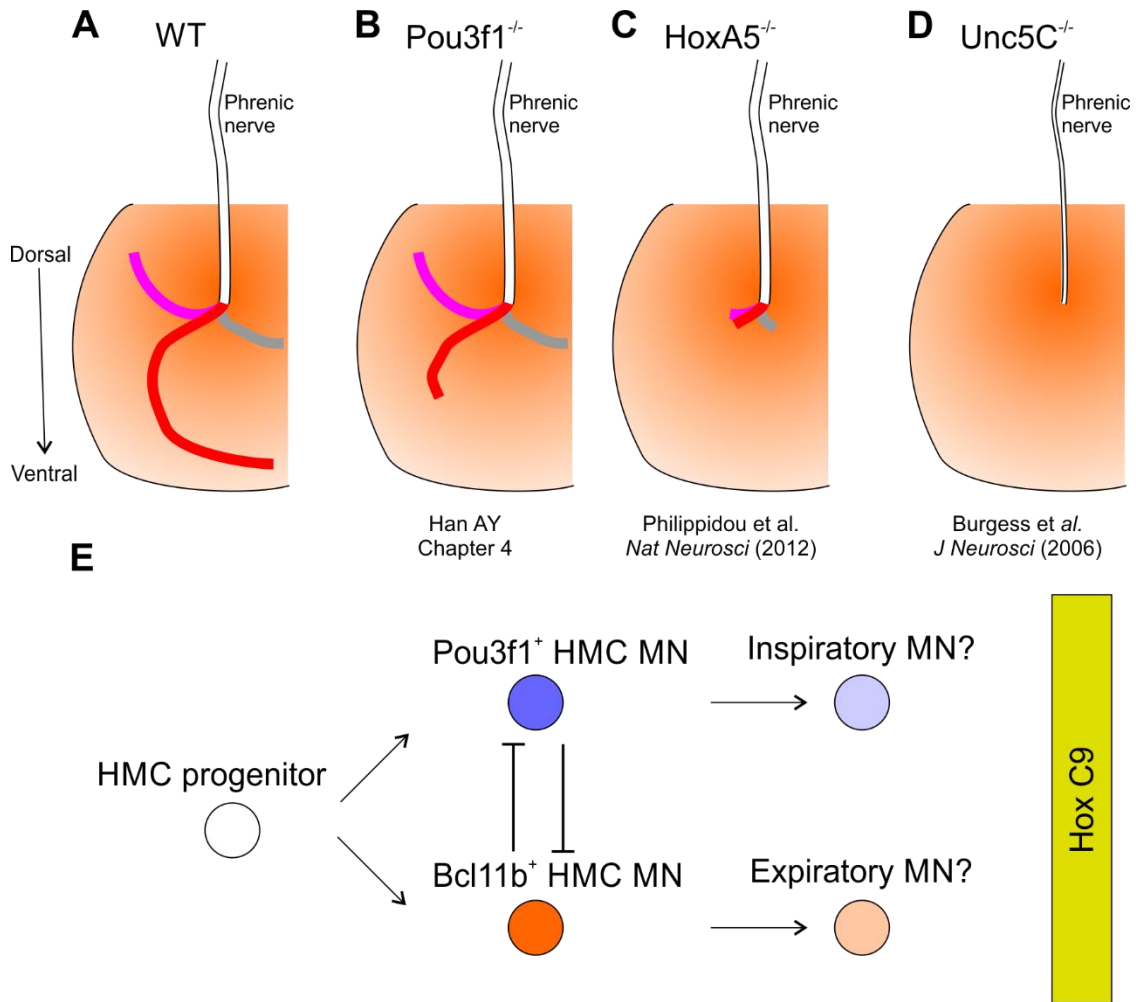 A
WT
B
Pou3f1-/-
C
HoxA5-/-
D
Unc5C-/-
Phrenic
nerve
Phrenic
nerve
Phrenic
nerve
Phrenic
nerve
Dorsal
Ventral
Han AY
Chapter 4
Philippidou et al.
Nat Neurosci (2012)
Burgess et al.
J Neurosci (2006)
E
Pou3f1+ HMC MN
Inspiratory MN?
HMC progenitor
Bcl11b+ HMC MN
Expiratory MN?
Hox C9